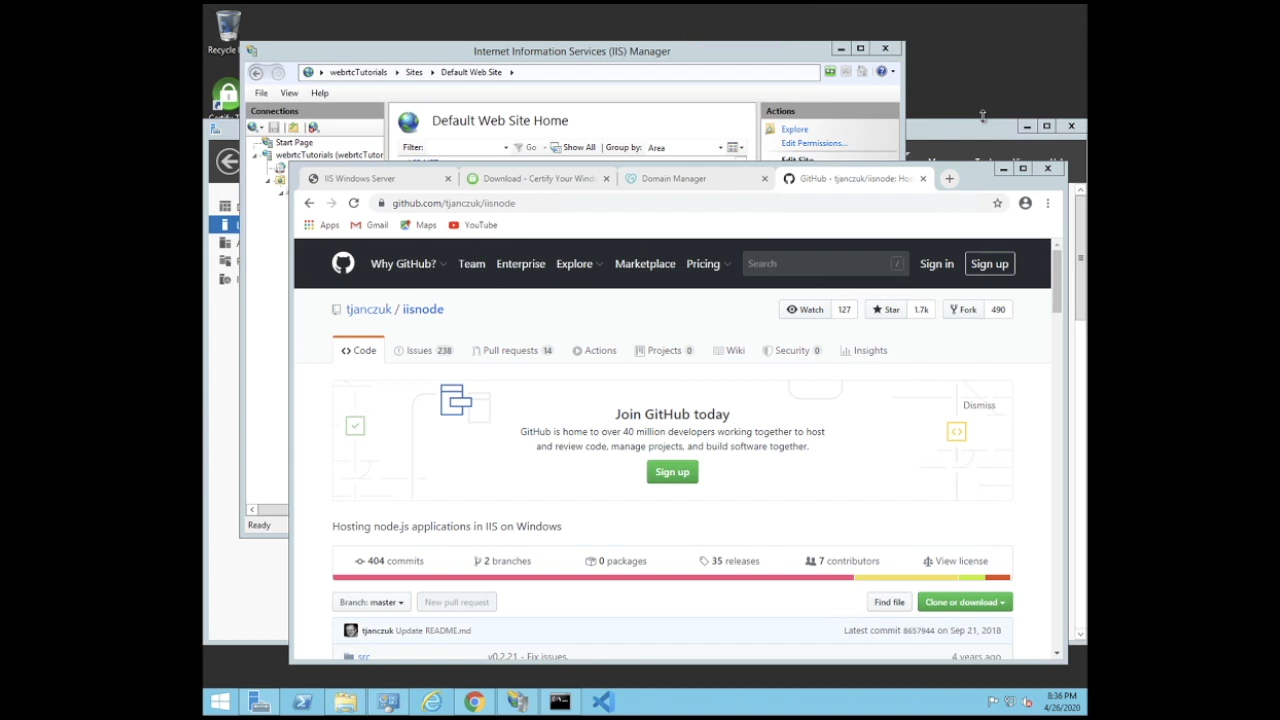 Recycle
Internet Information Services (IIS) Manager
webrtcTutorials
Sites
Default Web Site
File
View
Help
Connections
Start Page
webrtcTutorials (webrtcTutor
Default Web Site Home
Filter:
Go
Show All
Group by:
Area
Actions
Explore
Edit Permissions...
Edit Site
Ready
IIS Windows Server
Download - Certify Your Wind
Domain Manager
GitHub - tjanczuk/iisnode: Ho
github.com/tjanczuk/iisnode
Apps
Gmail
Maps
YouTube
Why GitHub?
Team
Enterprise
Explore
Marketplace
Pricing
Search
/
Sign in
Sign up
tjanczuk / iisnode
Watch 127
Star 1.7k
Fork 490
Code
Issues 238
Pull requests 14
Actions
Projects 0
Wiki
Security 0
Insights
Join GitHub today
Dismiss
GitHub is home to over 40 million developers working together to host
and review code, manage projects, and build software together.
Sign up
Hosting node.js applications in IIS on Windows
404 commits
2 branches
0 packages
35 releases
7 contributors
View license
Branch: master
New pull request
Find file
Clone or download
tjanczuk Update README.md
Latest commit 8657944 on Sep 21, 2018
src
v0.2.21 - Fix issues.
4 years ago
8:36 PM
4/26/2020